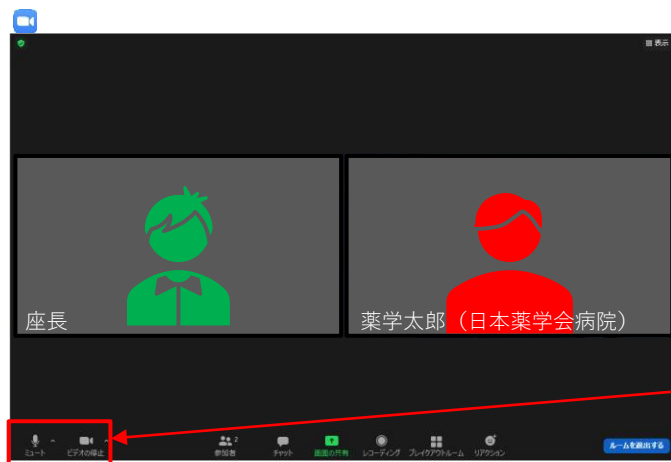 表示
座長
薬学太郎（日本薬学会病院）
ミュート
ビデオの停止
2
参加者
チャット
画面の共有
レコーディング
ブレイクアウトルーム
リアクション
ルームを退出する